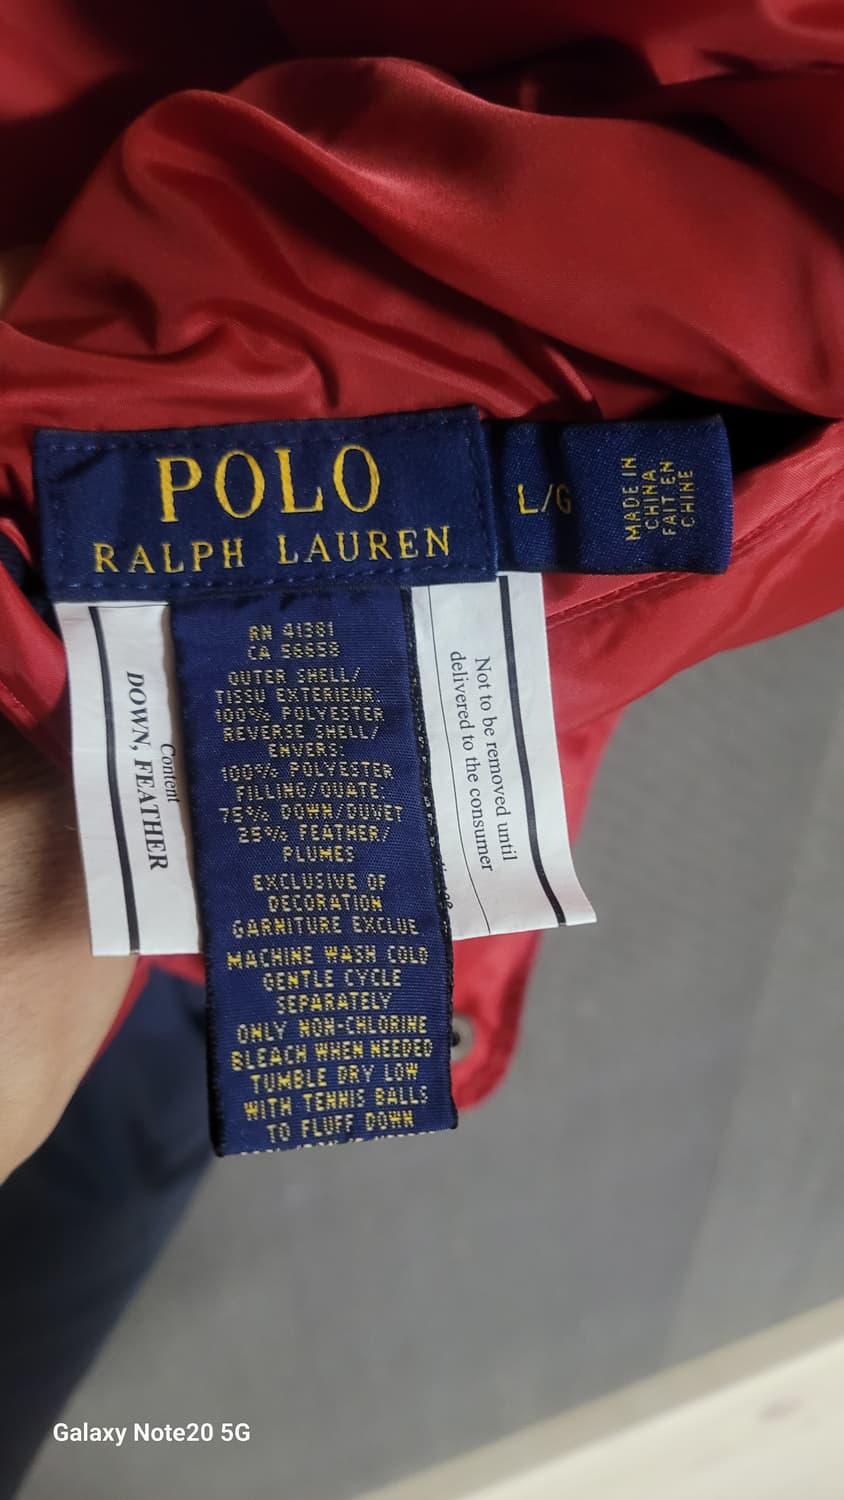 POLO
RALPH LAUREN
L/G
MADE IN
CHINA
FAIT EN
CHINE
RN 41381
CA 56658
OUTER SHELL/
TISSU EXTERIEUR:
100% POLYESTER
REVERSE SHELL/
ENVERS:
100% POLYESTER
FILLING/OUATE:
75% DOWN/DUVET
25% FEATHER/
PLUMES
EXCLUSIVE OF
DECORATION
GARNITURE EXCLUE
MACHINE WASH COLD
GENTLE CYCLE
SEPARATELY
ONLY NON-CHLORINE
BLEACH WHEN NEEDED
TUMBLE DRY LOW
WITH TENNIS BALLS
TO FLUFF DOWN
Content
DOWN, FEATHER
Not to be removed until
delivered to the consumer
Galaxy Note20 5G